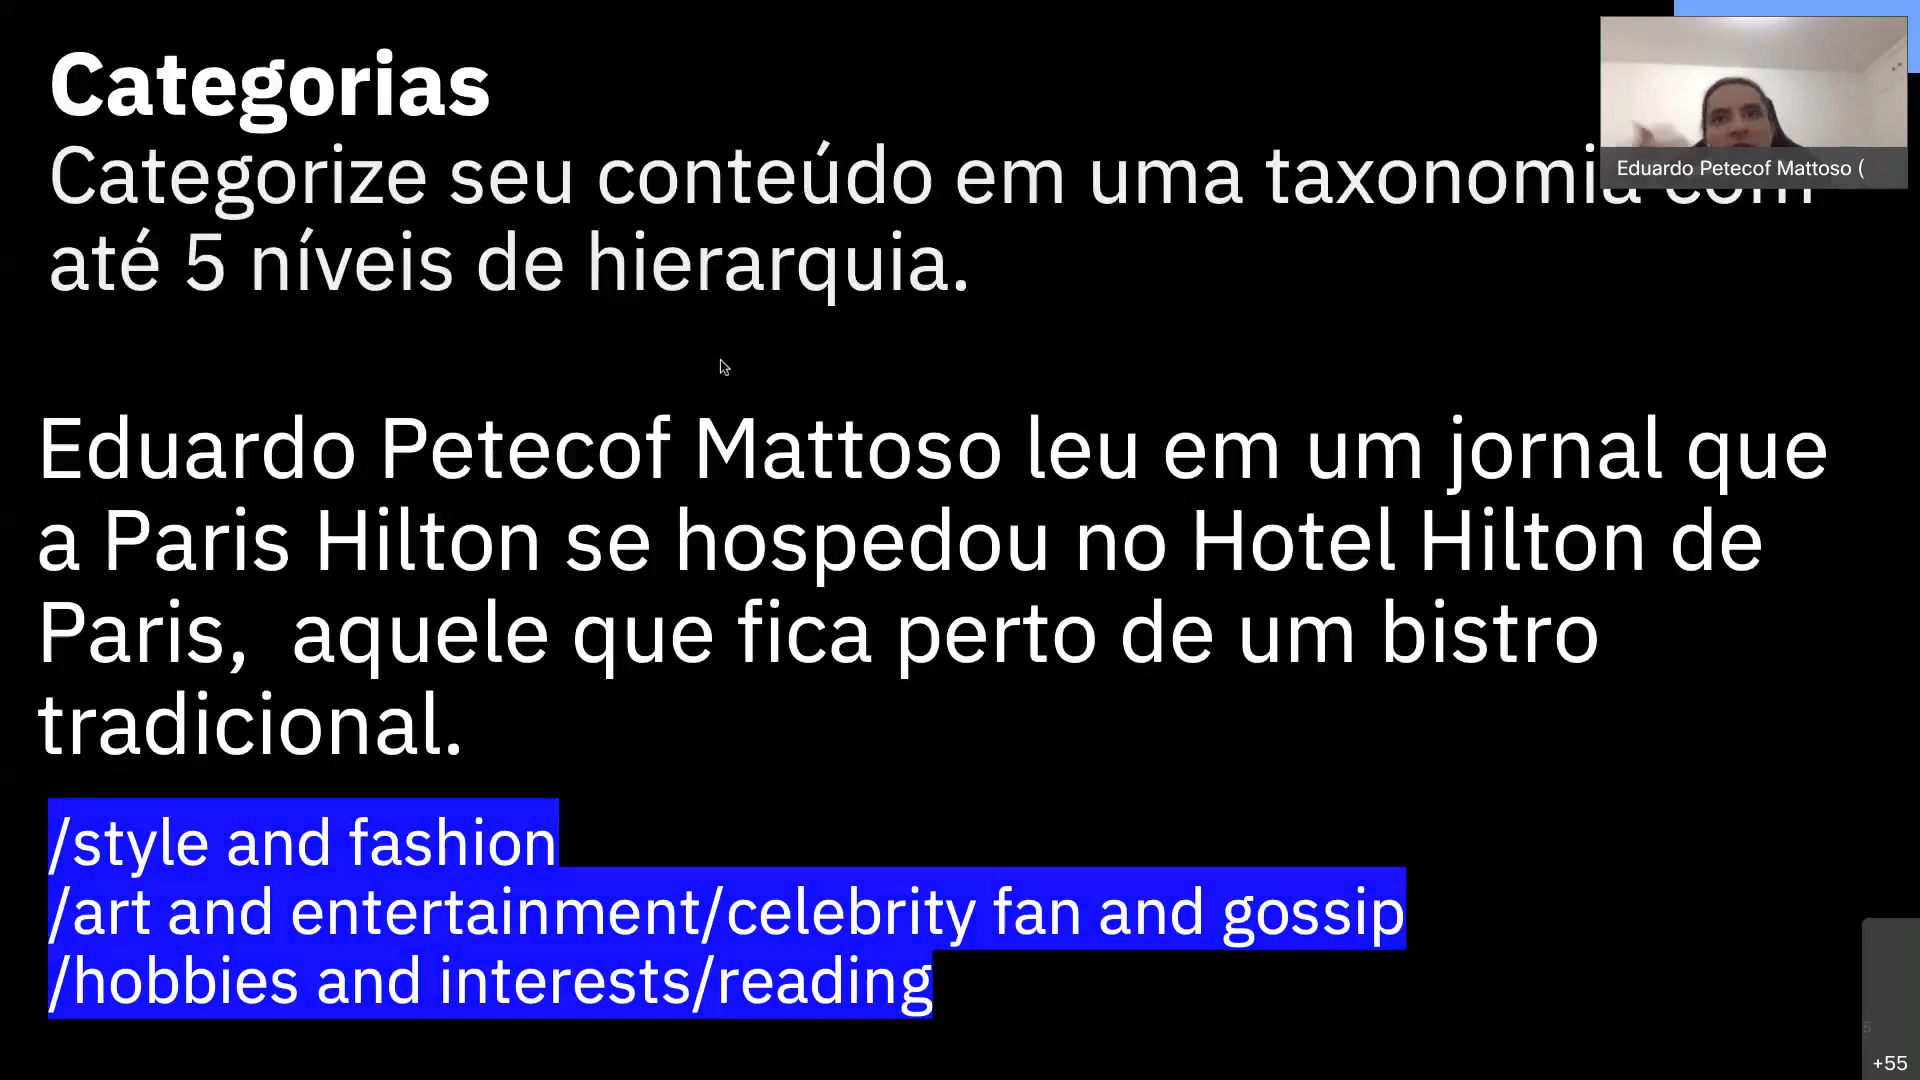 Categorias
Categorize seu conteúdo em uma taxonomia com
até 5 níveis de hierarquia.
Eduardo Petecof Mattoso (
Eduardo Petecof Mattoso leu em um jornal que
a Paris Hilton se hospedou no Hotel Hilton de
Paris,  aquele que fica perto de um bistro
tradicional.
/style and fashion
/art and entertainment/celebrity fan and gossip
/hobbies and interests/reading
5
+55